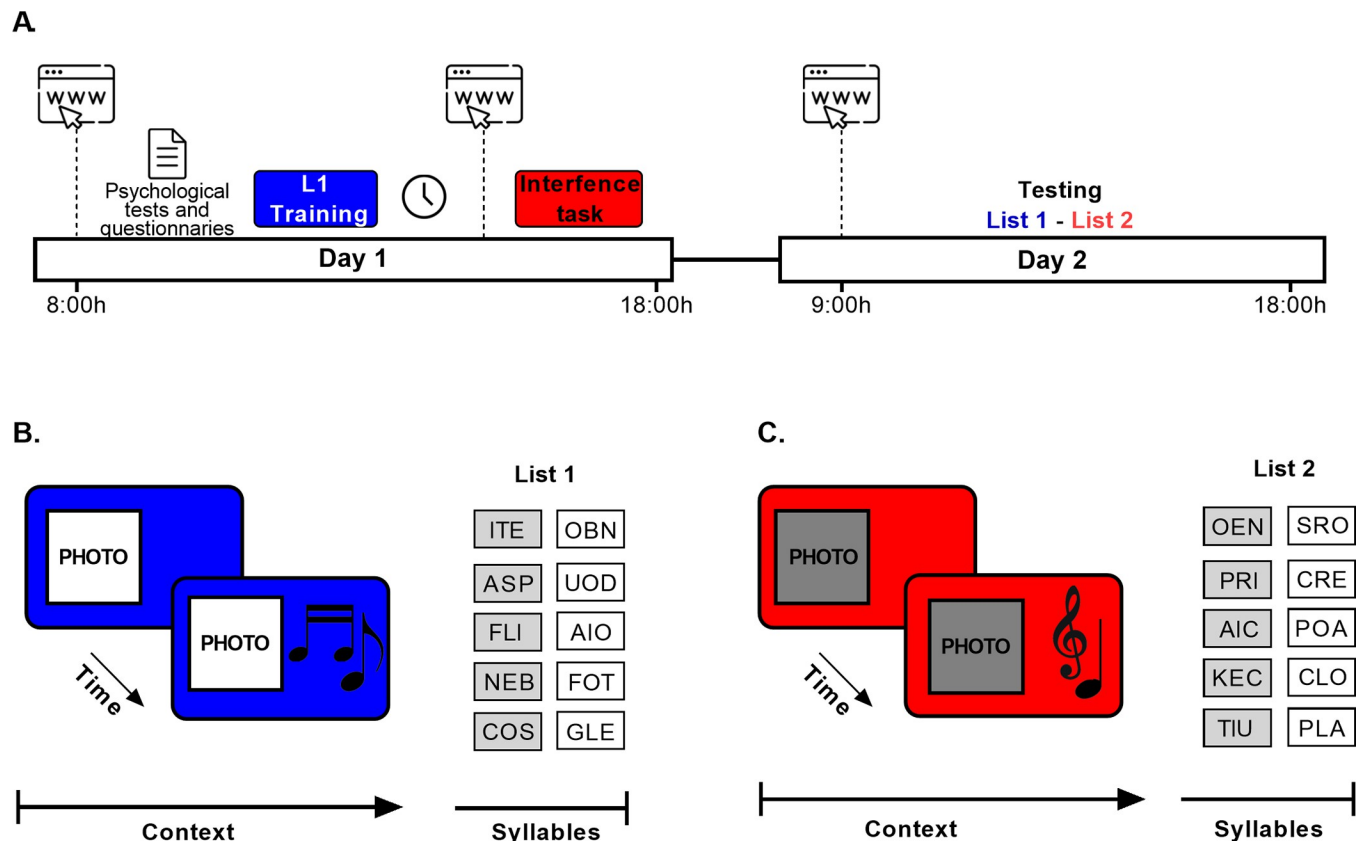 A.
WWW
WWW
WWW
Psychological
tests and
questionnaries
L1
Training
Interfence
task
Testing
List 1 - List 2
Day 1
Day 2
8:00h
18:00h
9:00h
18:00h
B.
PHOTO
PHOTO
Time
List 1
ITE OBN
ASP UOD
FLI AIO
NEB FOT
COS GLE
Context
Syllables
C.
PHOTO
PHOTO
Time
List 2
OEN SRO
PRI CRE
AIC POA
KEC CLO
TIU PLA
Context
Syllables